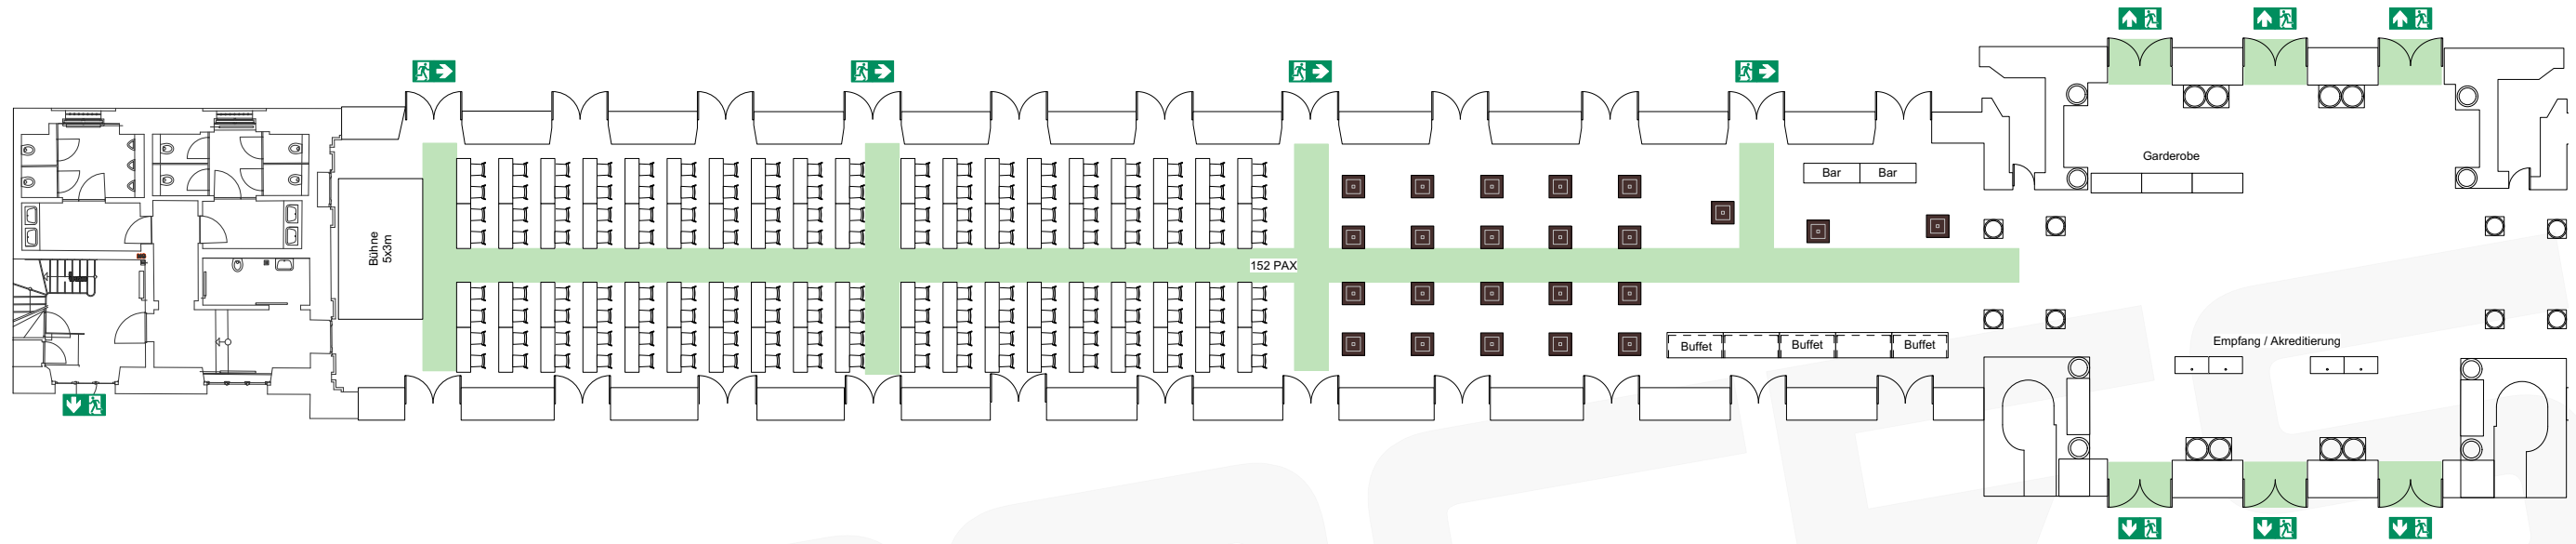 Garderobe
Bar
Bar
Bühne
5x3m
152 PAX
Buffet
Buffet
Buffet
Empfang / Akreditierung